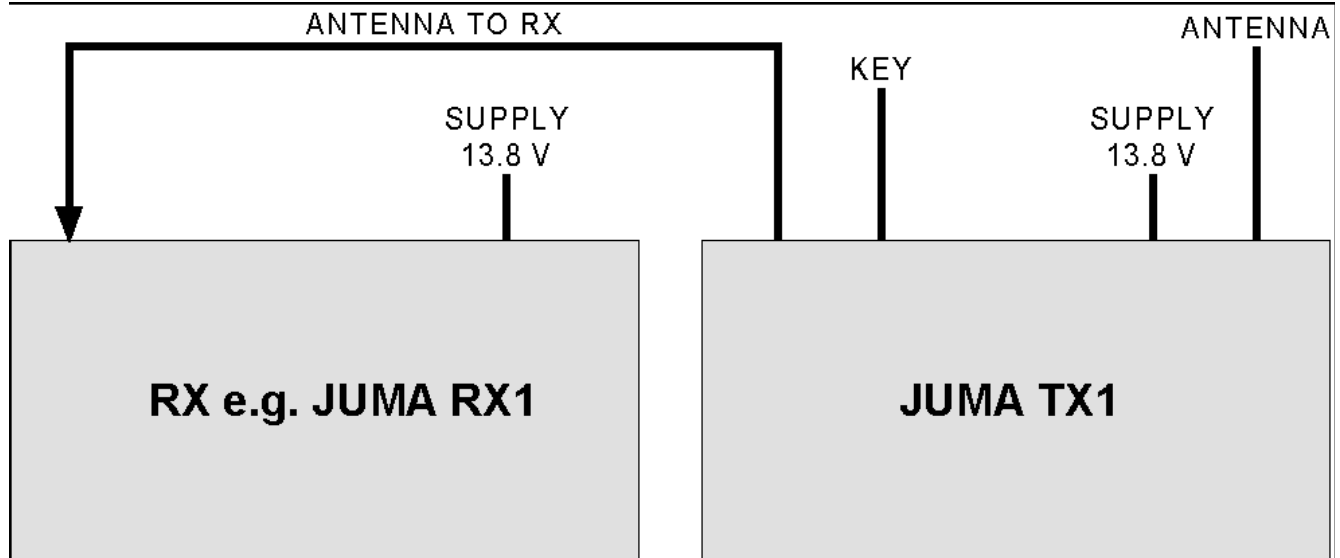 ANTENNA TO RX
ANTENNA
KEY
SUPPLY
13.8 V
SUPPLY
13.8 V
RX e.g. JUMA RX1
JUMA TX1